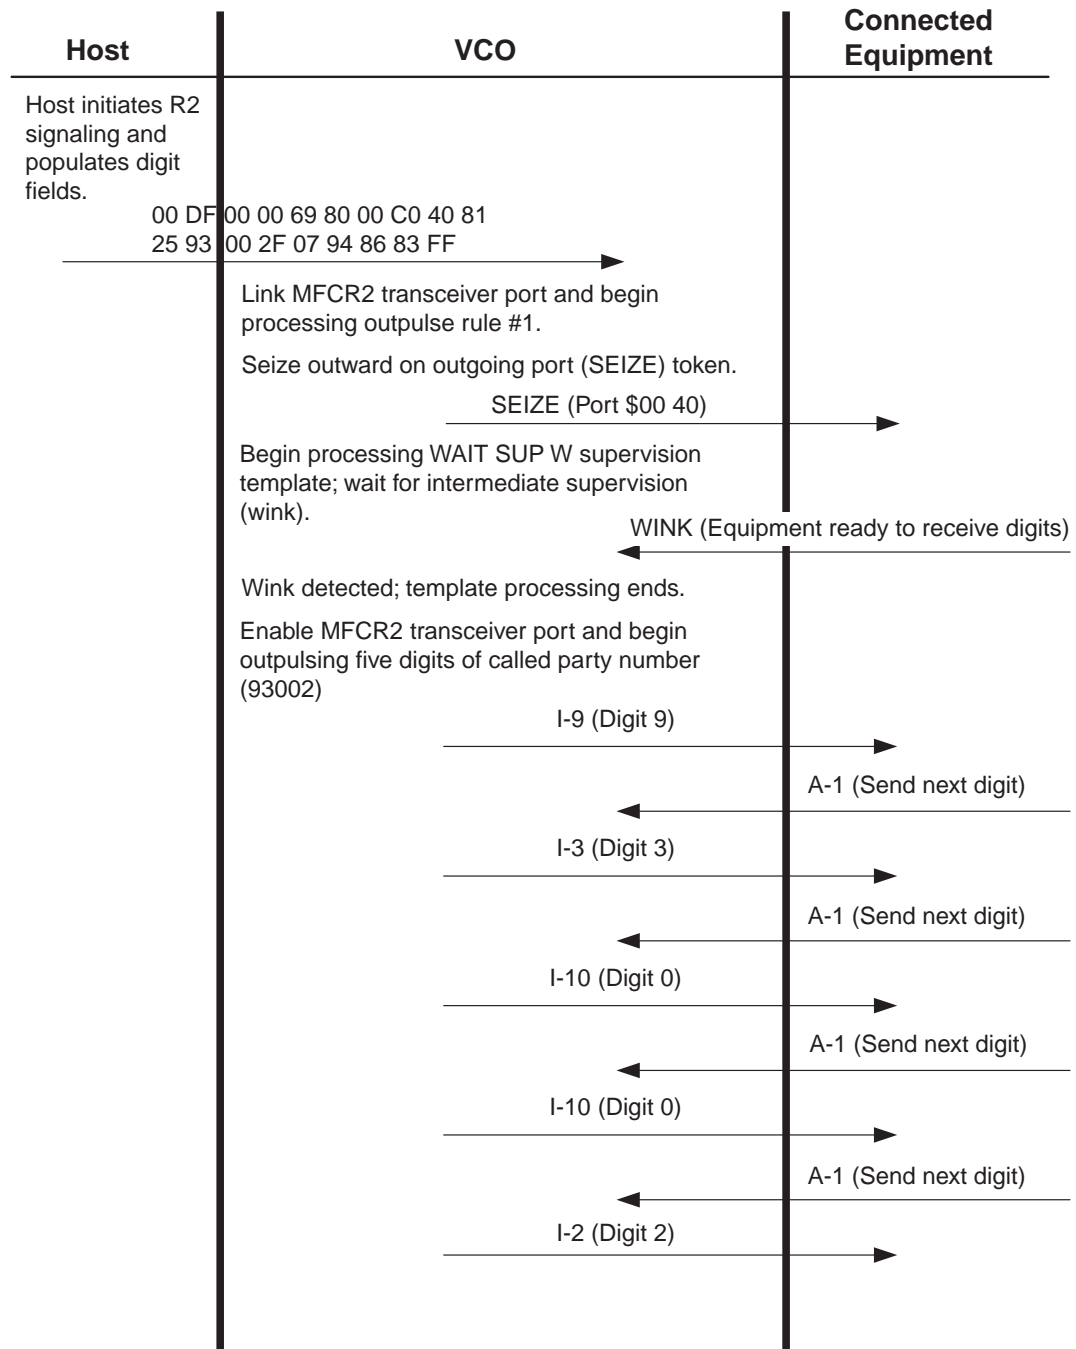 Host
VCO
Connected
Equipment
Host initiates R2
signaling and
populates digit
fields.
00 DF 00 00 69 80 00 C0 40 81
25 93 00 2F 07 94 86 83 FF
Link MFCR2 transceiver port and begin
processing outpulse rule #1.
Seize outward on outgoing port (SEIZE) token.
SEIZE (Port $00 40)
Begin processing WAIT SUP W supervision
template; wait for intermediate supervision
(wink).
WINK (Equipment ready to receive digits)
Wink detected; template processing ends.
Enable MFCR2 transceiver port and begin
outpulsing five digits of called party number
(93002)
I-9 (Digit 9)
A-1 (Send next digit)
I-3 (Digit 3)
A-1 (Send next digit)
I-10 (Digit 0)
A-1 (Send next digit)
I-10 (Digit 0)
A-1 (Send next digit)
I-2 (Digit 2)